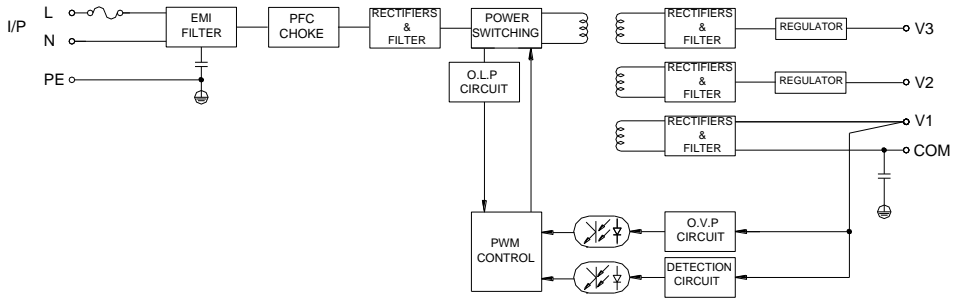 I/P
L
N
PE
EMI
FILTER
PFC
CHOKE
RECTIFIERS
&
FILTER
POWER
SWITCHING
O.L.P
CIRCUIT
RECTIFIERS
&
FILTER
REGULATOR
V3
RECTIFIERS
&
FILTER
REGULATOR
V2
RECTIFIERS
&
FILTER
V1
COM
PWM
CONTROL
O.V.P
CIRCUIT
DETECTION
CIRCUIT